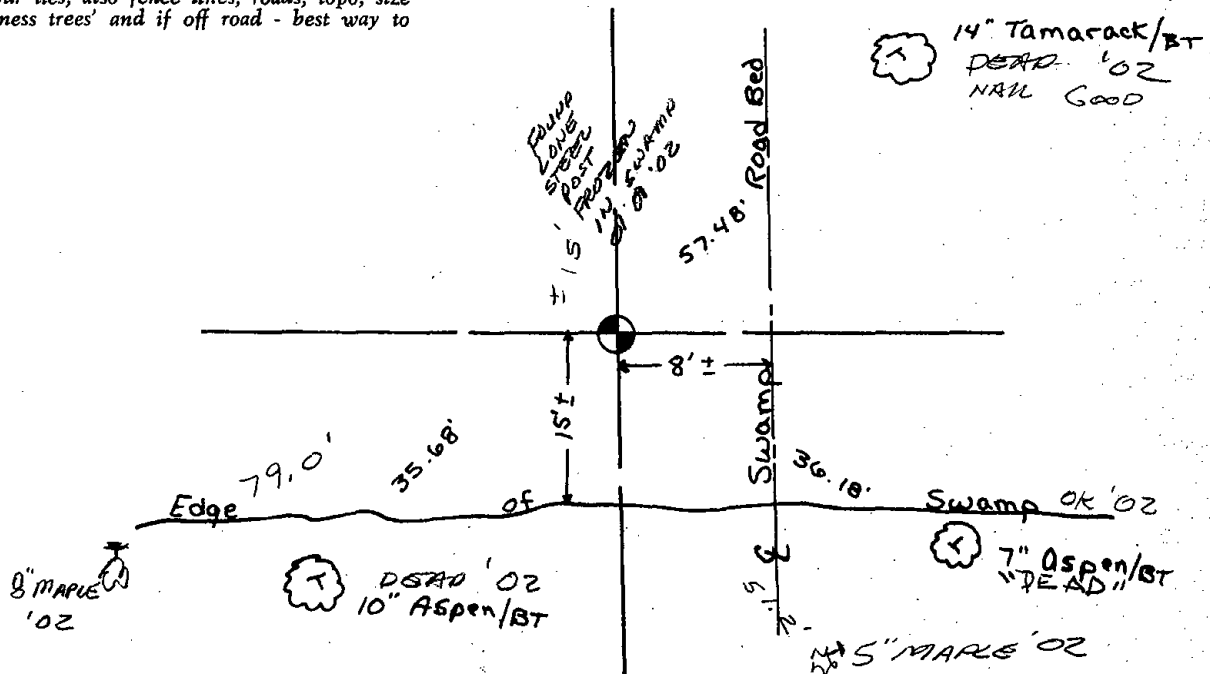 our ties, also fence lines, roads, topo, size
ness trees' and if off road - best way to
14" Tamarack/BT
DEAD '02
NAIL GOOD
FOUND
LONE
STEEL
POST
FROZEN
IN SWAMP
'02
± 15'
57.48'
Swamp Road Bed
8' ±
15'±
79.0'
35.68'
36.18'
Edge of Swamp OK '02
8" MAPLE
'02
DEAD '02
10" Aspen/BT
7" Aspen/BT
"DEAD"
5" MAPLE '02